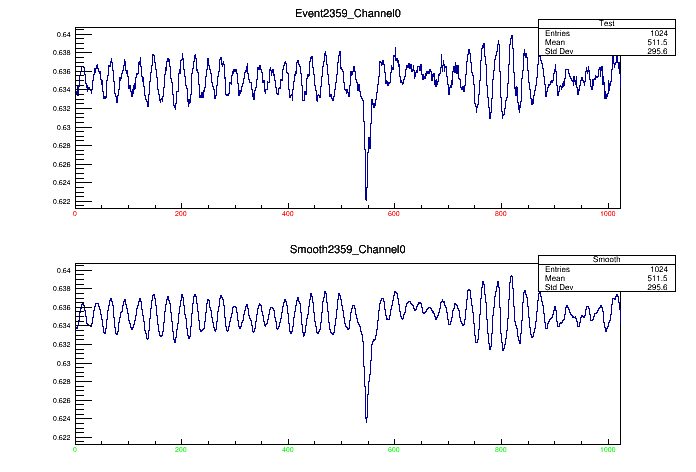 Event2359_Channel0
Test
Entries 1024
Mean 511.5
Std Dev 295.6
0.64
0.638
0.636
0.634
0.632
0.63
0.628
0.626
0.624
0.622
0 200 400 600 800 1000
Smooth2359_Channel0
Smooth
Entries 1024
Mean 511.5
Std Dev 295.6
0.64
0.638
0.636
0.634
0.632
0.63
0.628
0.626
0.624
0.622
0 200 400 600 800 1000